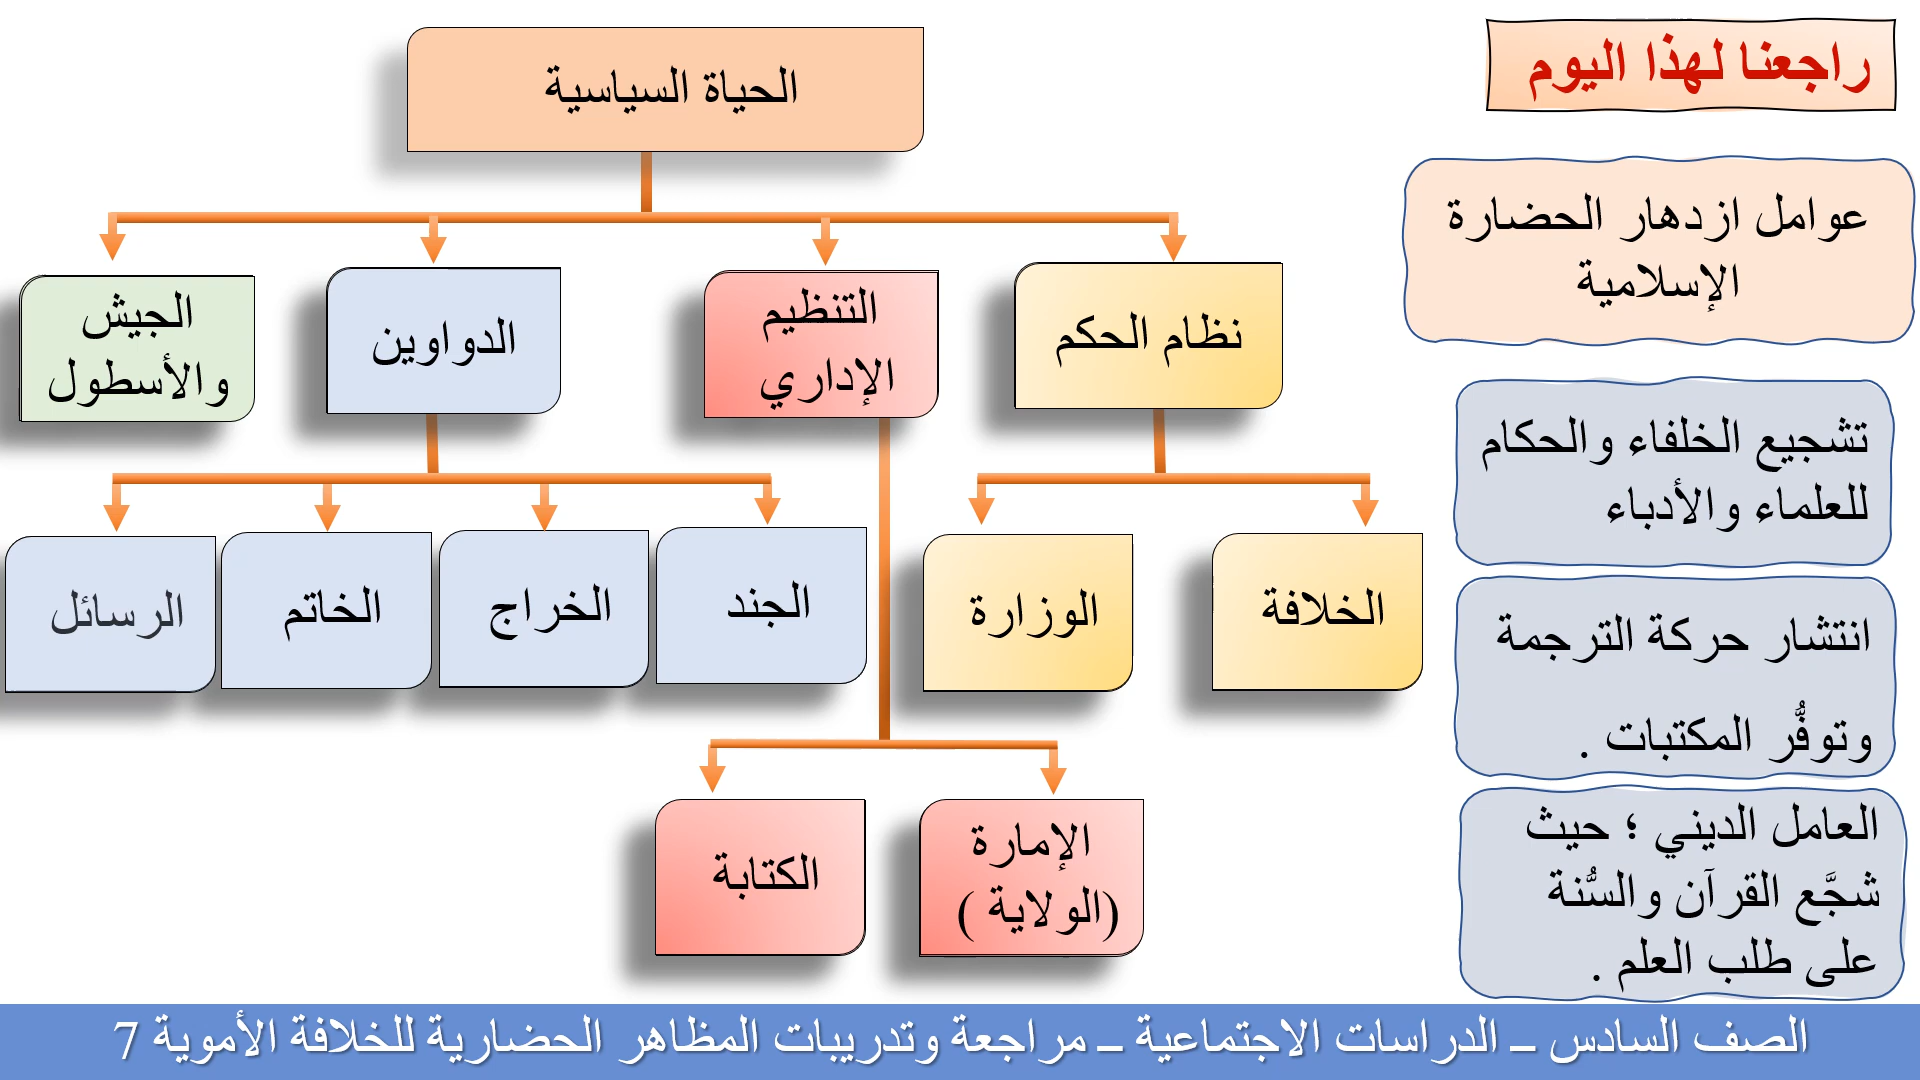 راجعنا لهذا اليوم
عوامل ازدهار الحضارة
الإسلامية
تشجيع الخلفاء والحكام
للعلماء والأدباء
انتشار حركة الترجمة
وتوفُّر المكتبات .
العامل الديني ؛ حيث
شجَّع القرآن والسُّنة
على طلب العلم .
الحياة السياسية
نظام الحكم
التنظيم
الإداري
الدواوين
الجيش
والأسطول
الخلافة
الوزارة
الجند
الخراج
الخاتم
الرسائل
الإمارة
(الولاية )
الكتابة
الصف السادس – الدراسات الاجتماعية – مراجعة وتدريبات المظاهر الحضارية للخلافة الأموية 7